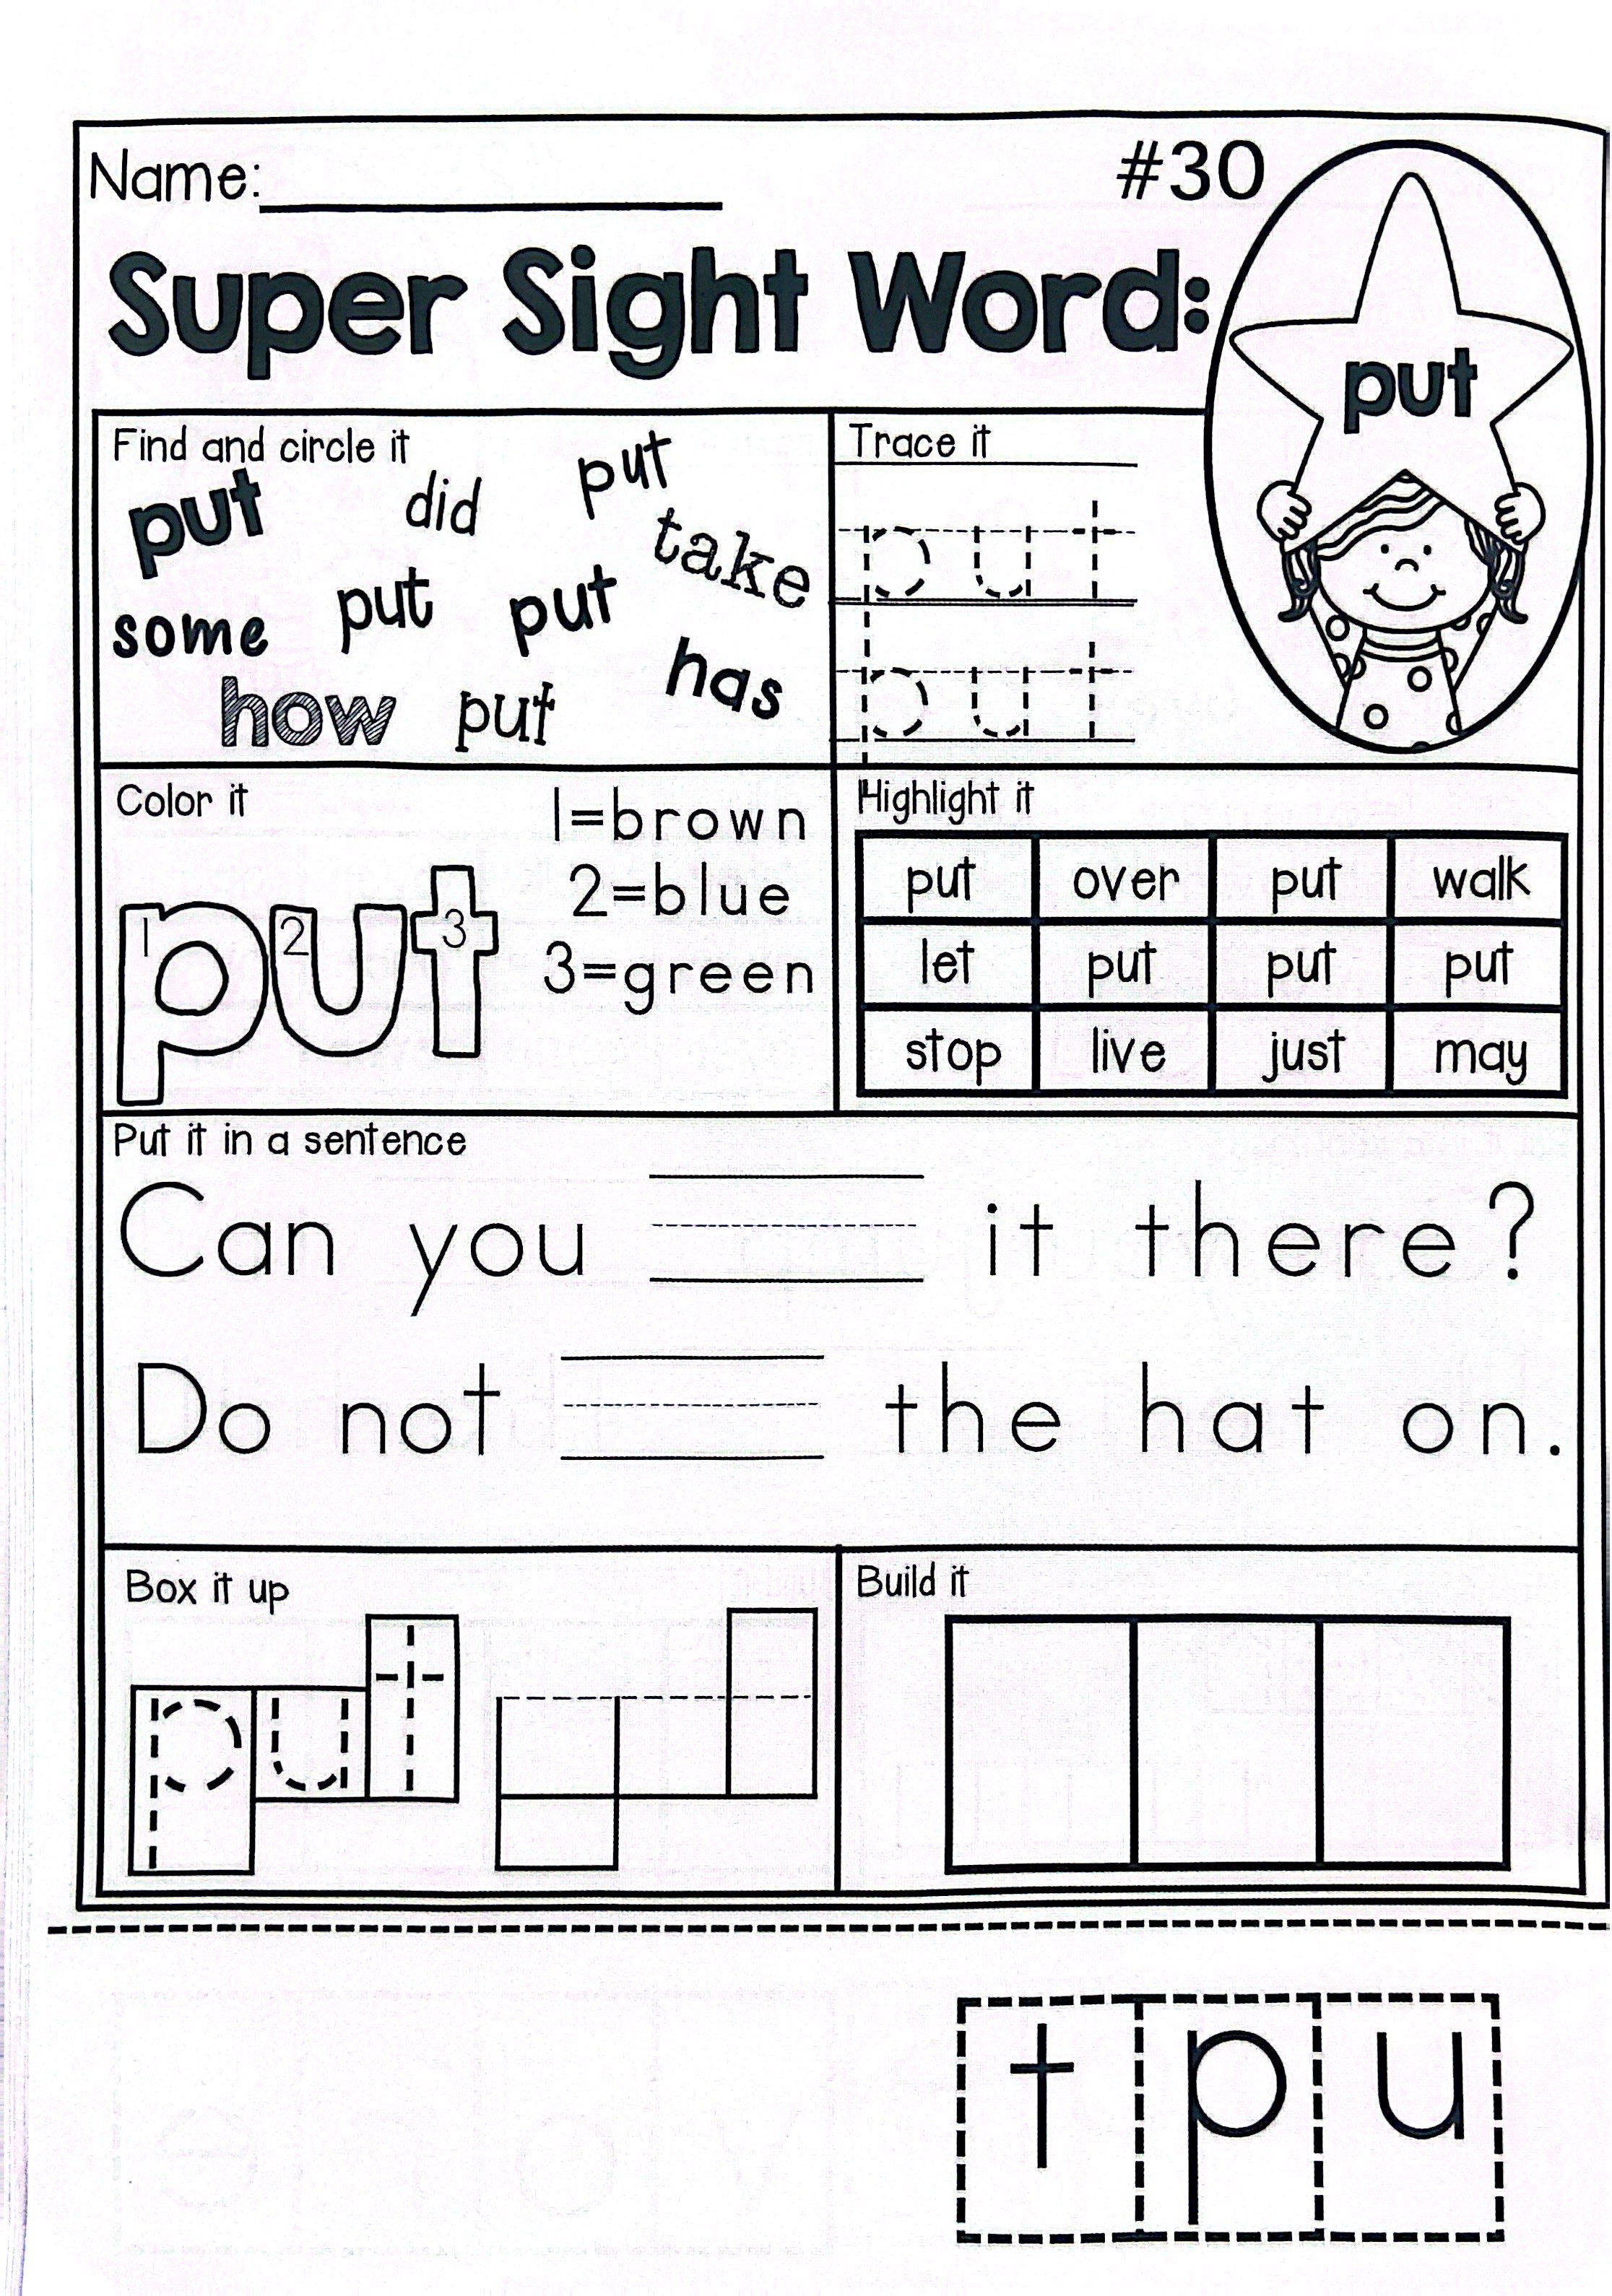 Name:
#30
Super Sight Word:
put
Find and circle it
put did put
take
some put put
has
how put
Trace it
put
put
Color it
1=brown
2=blue
3=green
1 2 3
put
Highlight it
put over put walk
let put put put
stop live just may
Put it in a sentence
Can you it there?
Do not the hat on.
Box it up
put
Build it
t p u